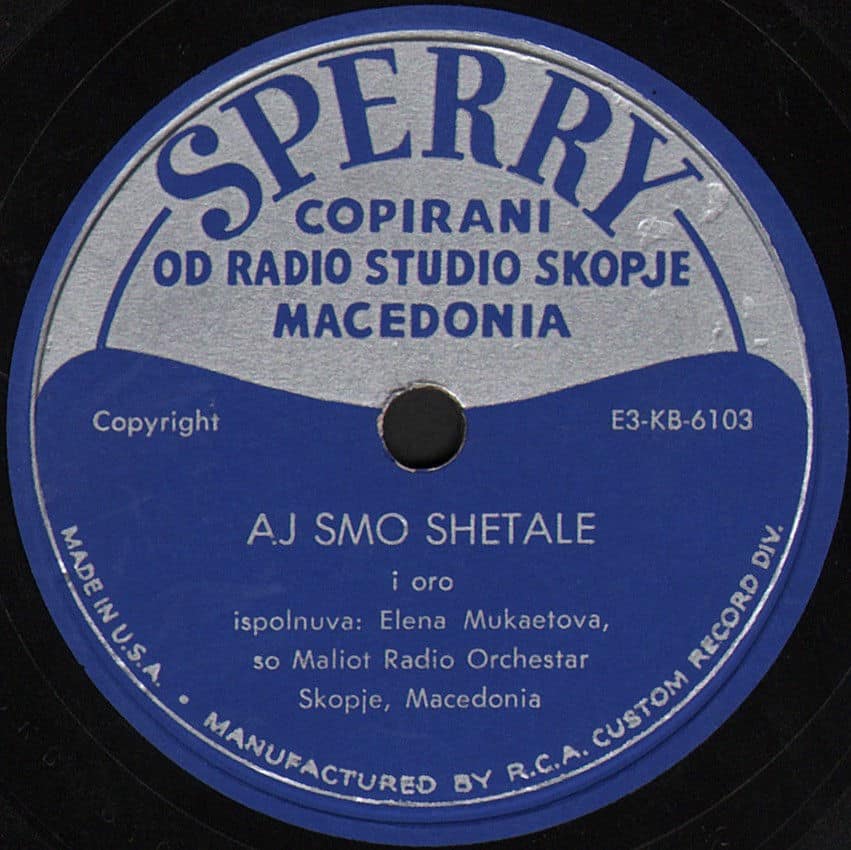 SPERRY
COPIRANI
OD RADIO STUDIO SKOPJE
MACEDONIA
Copyright
E3-KB-6103
AJ SMO SHETALE
i oro
ispolnuva: Elena Mukaetova,
so Maliot Radio Orchestar
Skopje, Macedonia
MADE IN U.S.A. • MANUFACTURED BY R.C.A. CUSTOM RECORD DIV.